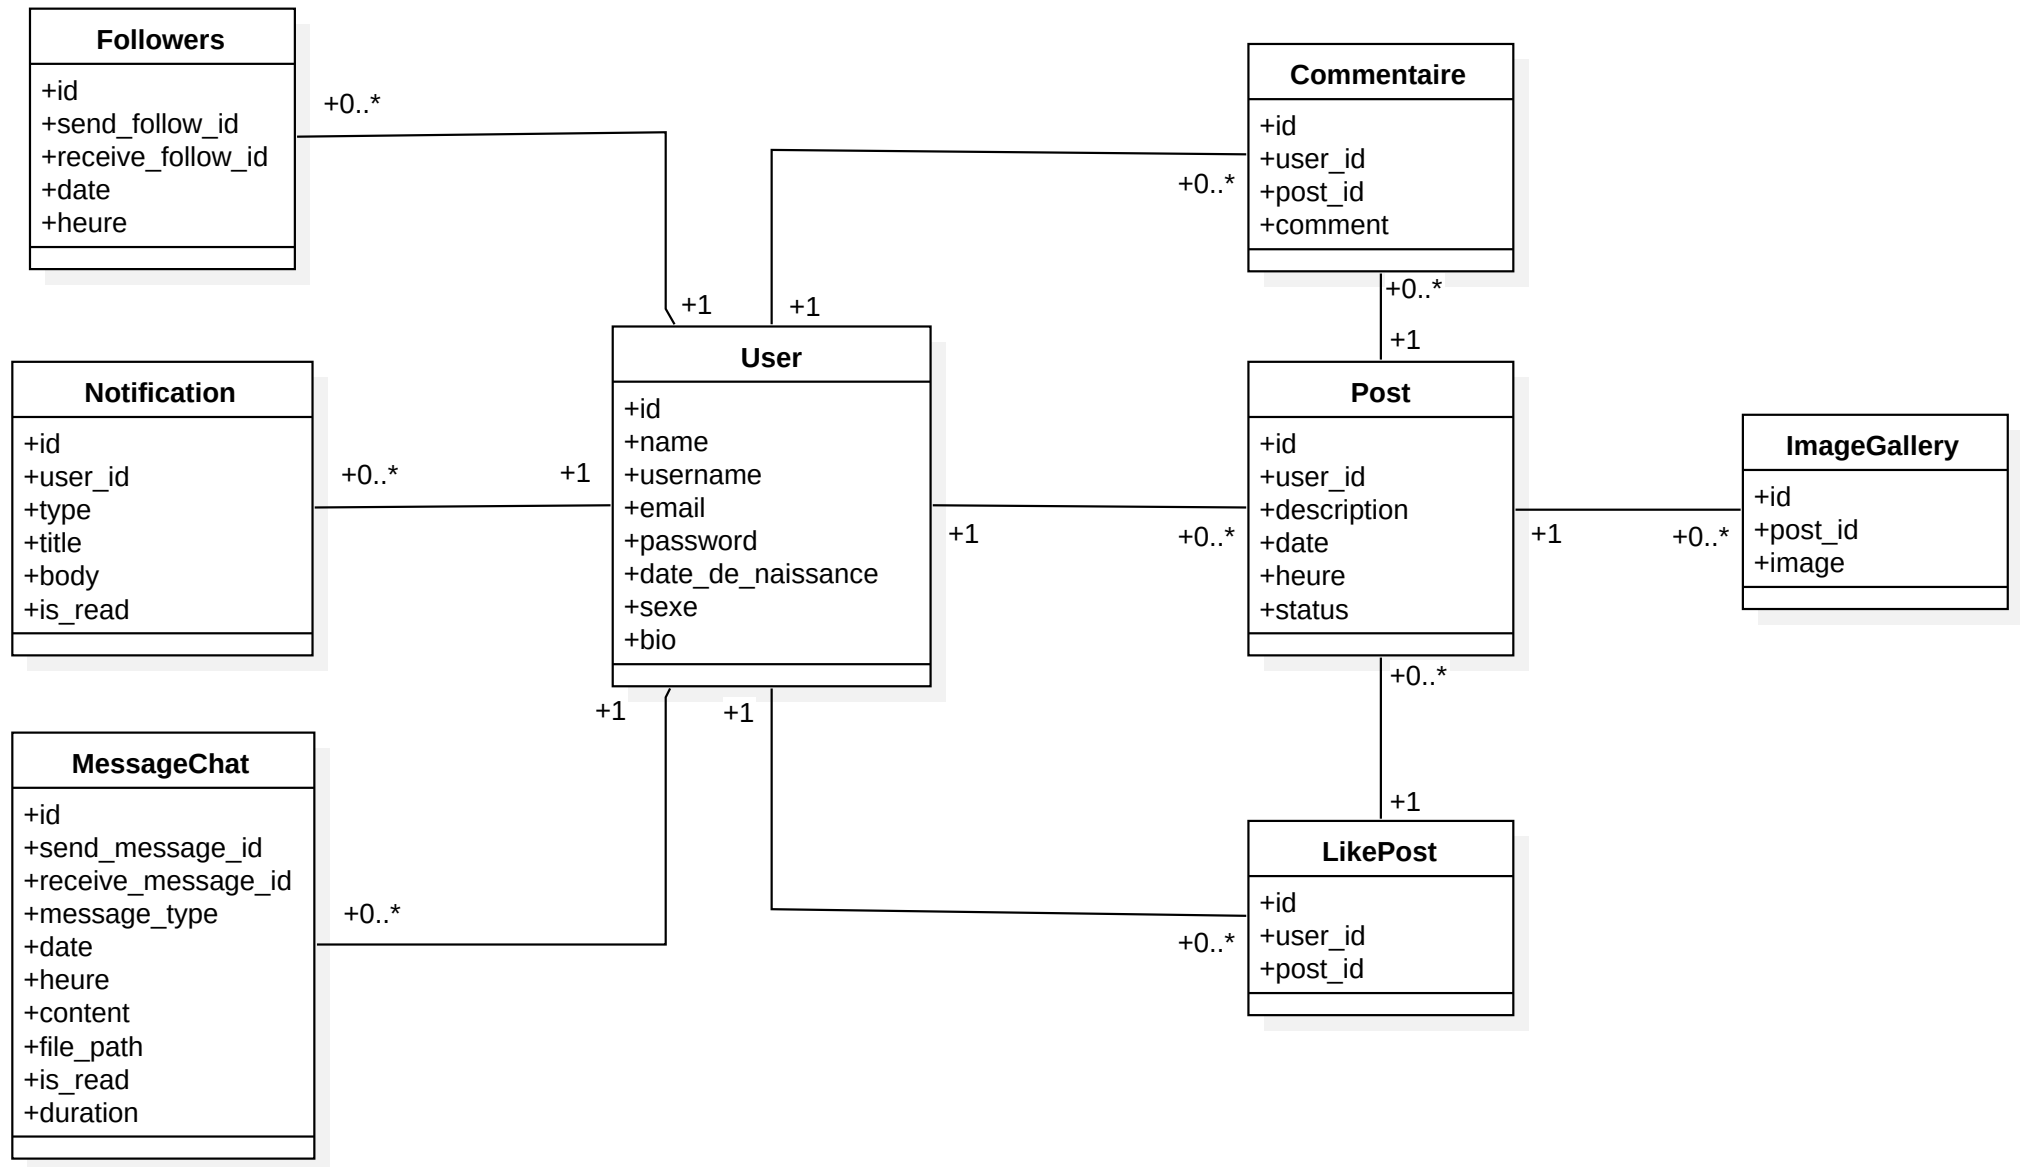 Followers
+id
+send_follow_id
+receive_follow_id
+date
+heure
+0..*
+1
Commentaire
+id
+user_id
+post_id
+comment
+0..*
+1
+0..*
+1
Notification
+id
+user_id
+type
+title
+body
+is_read
+0..*
+1
User
+id
+name
+username
+email
+password
+date_de_naissance
+sexe
+bio
+1
+0..*
Post
+id
+user_id
+description
+date
+heure
+status
+1
+0..*
ImageGallery
+id
+post_id
+image
+0..*
+1
MessageChat
+id
+send_message_id
+receive_message_id
+message_type
+date
+heure
+content
+file_path
+is_read
+duration
+0..*
+1
+1
+0..*
LikePost
+id
+user_id
+post_id